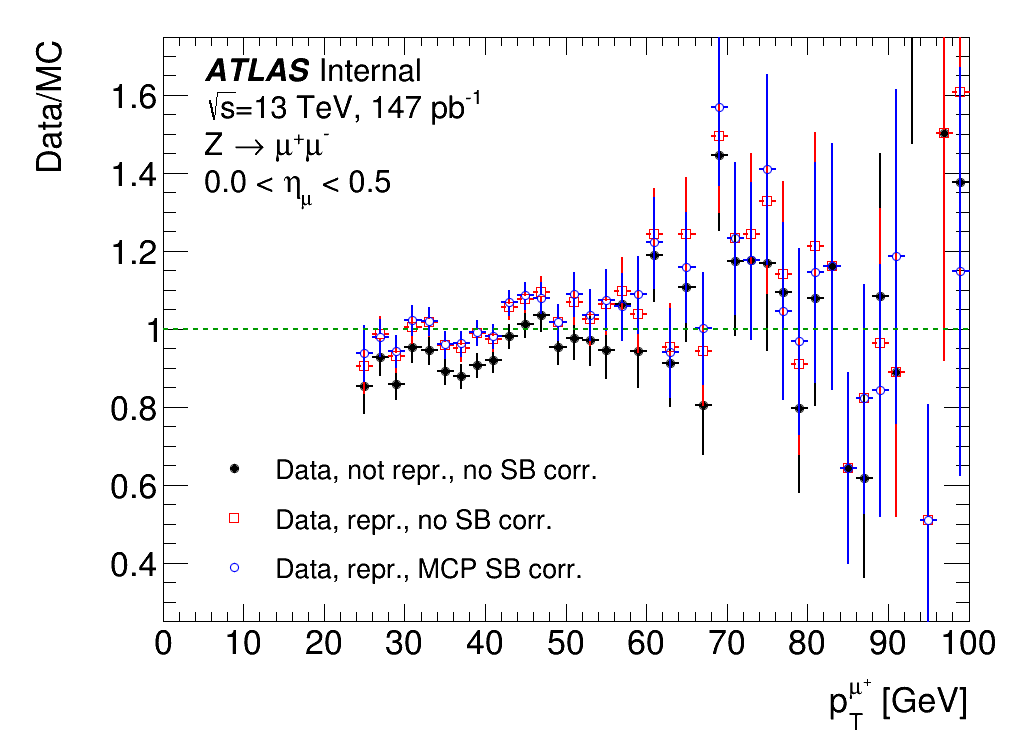 Data/MC
ATLAS Internal
√s=13 TeV, 147 pb⁻¹
Z → μ⁺μ⁻
0.0 < η_μ < 0.5
1.6
1.4
1.2
1
0.8
0.6
0.4
Data, not repr., no SB corr.
Data, repr., no SB corr.
Data, repr., MCP SB corr.
0 10 20 30 40 50 60 70 80 90 100
p_T^μ⁺ [GeV]